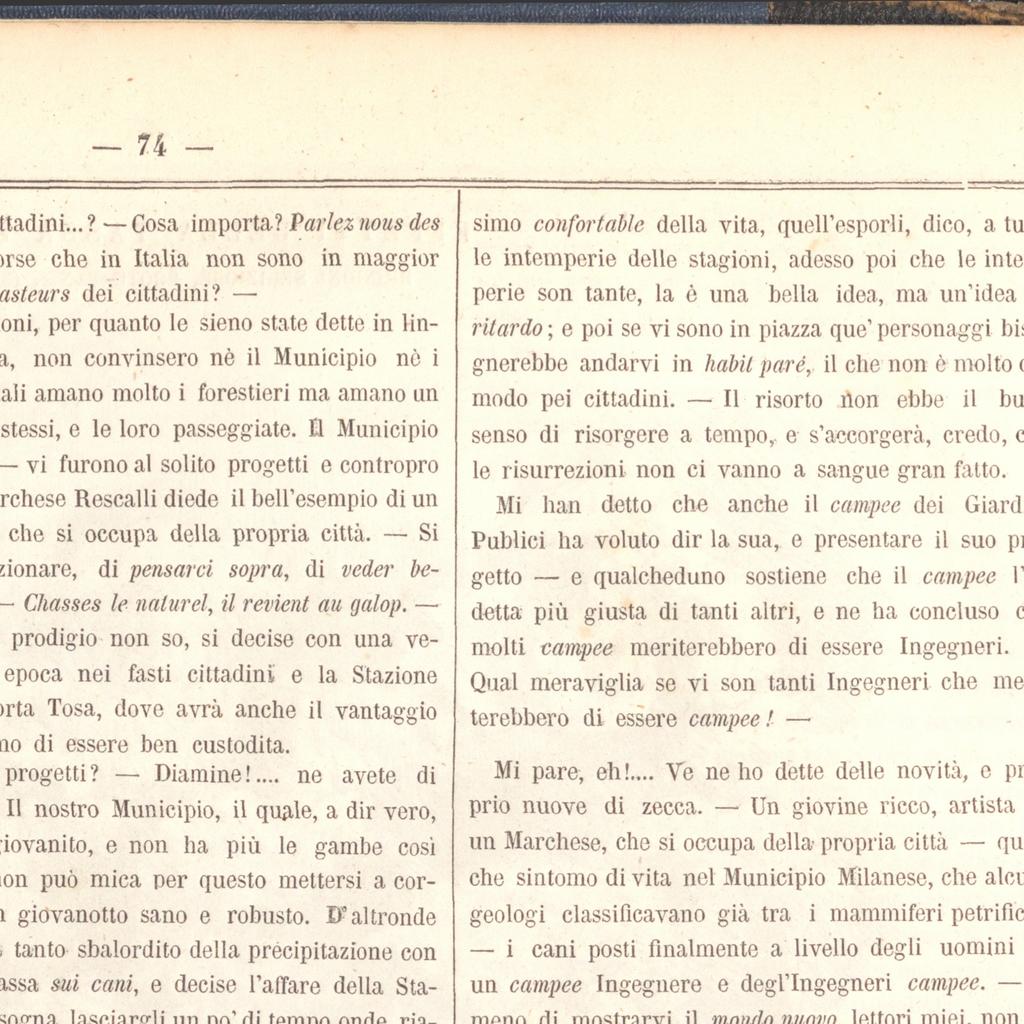 — 74 —
ttadini...? — Cosa importa? Parlez nous des
orse che in Italia non sono in maggior
asteurs dei cittadini? —
oni, per quanto le sieno state dette in lin-
a, non convinsero nè il Municipio nè i
ali amano molto i forestieri ma amano un
stessi, e le loro passeggiate. Il Municipio
— vi furono al solito progetti e contropro
rchese Rescalli diede il bell'esempio di un
che si occupa della propria città. — Si
zionare, di pensarci sopra, di veder be-
— Chasses le naturel, il revient au galop. —
prodigio non so, si decise con una ve-
epoca nei fasti cittadini e la Stazione
orta Tosa, dove avrà anche il vantaggio
mo di essere ben custodita.
progetti? — Diamine!.... ne avete di
Il nostro Municipio, il quale, a dir vero,
giovanito, e non ha più le gambe così
non può mica per questo mettersi a cor-
n giovanotto sano e robusto. D'altronde
tanto sbalordito della precipitazione con
assa sui cani, e decise l'affare della Sta-
sogna lasciargli un po' di tempo onde ria-
simo confortable della vita, quell'esporli, dico, a tu
le intemperie delle stagioni, adesso poi che le inte
perie son tante, la è una bella idea, ma un'idea
ritardo; e poi se vi sono in piazza que' personaggi bis
gnerebbe andarvi in habit paré, il che non è molto c
modo pei cittadini. — Il risorto non ebbe il bu
senso di risorgere a tempo, e s'accorgerà, credo, c
le risurrezioni non ci vanno a sangue gran fatto.
Mi han detto che anche il campee dei Giard
Publici ha voluto dir la sua, e presentare il suo pr
getto — e qualcheduno sostiene che il campee l'
detta più giusta di tanti altri, e ne ha concluso c
molti campee meriterebbero di essere Ingegneri.
Qual meraviglia se vi son tanti Ingegneri che me
terebbero di essere campee! —
Mi pare, eh!.... Ve ne ho dette delle novità, e pr
prio nuove di zecca. — Un giovine ricco, artista
un Marchese, che si occupa della propria città — qu
che sintomo di vita nel Municipio Milanese, che alcu
geologi classificavano già tra i mammiferi petrific
— i cani posti finalmente a livello degli uomini
un campee Ingegnere e degl'Ingegneri campee. —
meno di mostrarvi il mondo nuovo, lettori miei, non